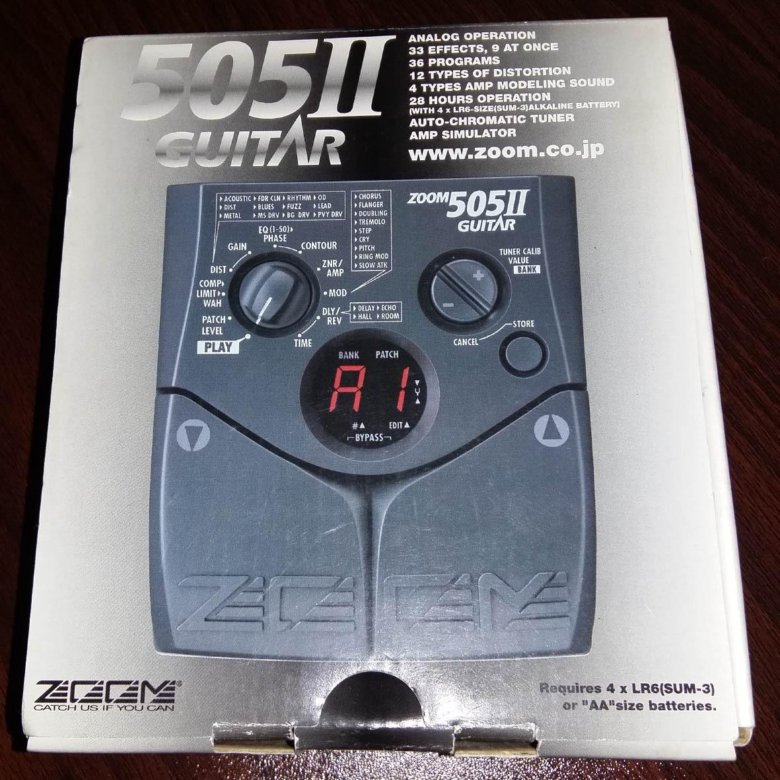 505II
GUITAR
ANALOG OPERATION
33 EFFECTS, 9 AT ONCE
36 PROGRAMS
12 TYPES OF DISTORTION
4 TYPES AMP MODELING SOUND
28 HOURS OPERATION
(WITH 4 x LR6-SIZE(SUM-3)ALKALINE BATTERY)
AUTO-CHROMATIC TUNER
AMP SIMULATOR
www.zoom.co.jp
ACOUSTIC FDR CLN RHYTHM OD
DIST BLUES FUZZ LEAD
METAL MS DRV BG DRV PVY DRV
CHORUS
FLANGER
DOUBLING
TREMOLO
STEP
CRY
PITCH
RING MOD
SLOW ATK
ZOOM 505II
GUITAR
EQ (1-50)
PHASE
GAIN
CONTOUR
DIST
ZNR/
AMP
COMP
LIMIT
WAH
MOD
PATCH
LEVEL
DLY/
REV
DELAY ECHO
HALL ROOM
PLAY
TIME
TUNER CALIB
VALUE
BANK
+
-
STORE
CANCEL
BANK PATCH
A1
#▲ EDIT▲
BYPASS
ZOOM
ZOOM®
CATCH US IF YOU CAN
Requires 4 x LR6(SUM-3)
or "AA"size batteries.